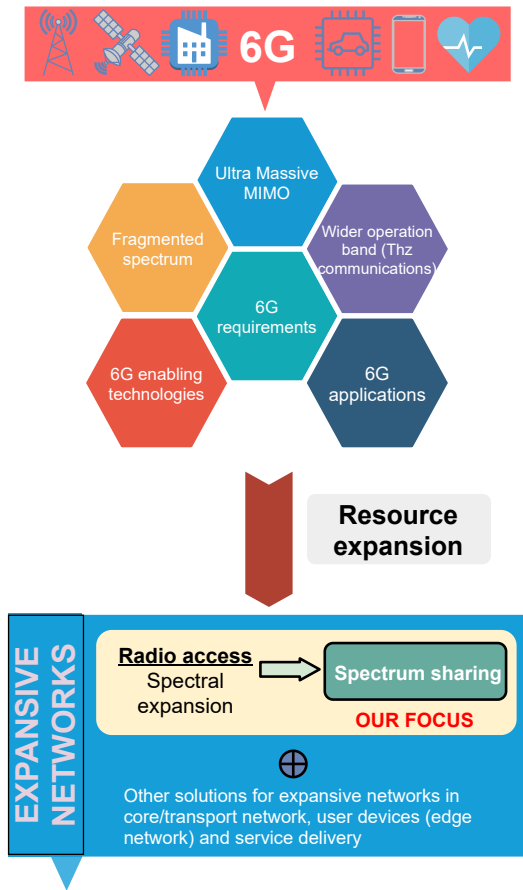 6G
Ultra Massive
MIMO
Fragmented
spectrum
Wider operation
band (Thz
communications)
6G
requirements
6G enabling
technologies
6G
applications
Resource
expansion
EXPANSIVE
NETWORKS
Radio access
Spectral
expansion
Spectrum sharing
OUR FOCUS
Other solutions for expansive networks in
core/transport network, user devices (edge
network) and service delivery